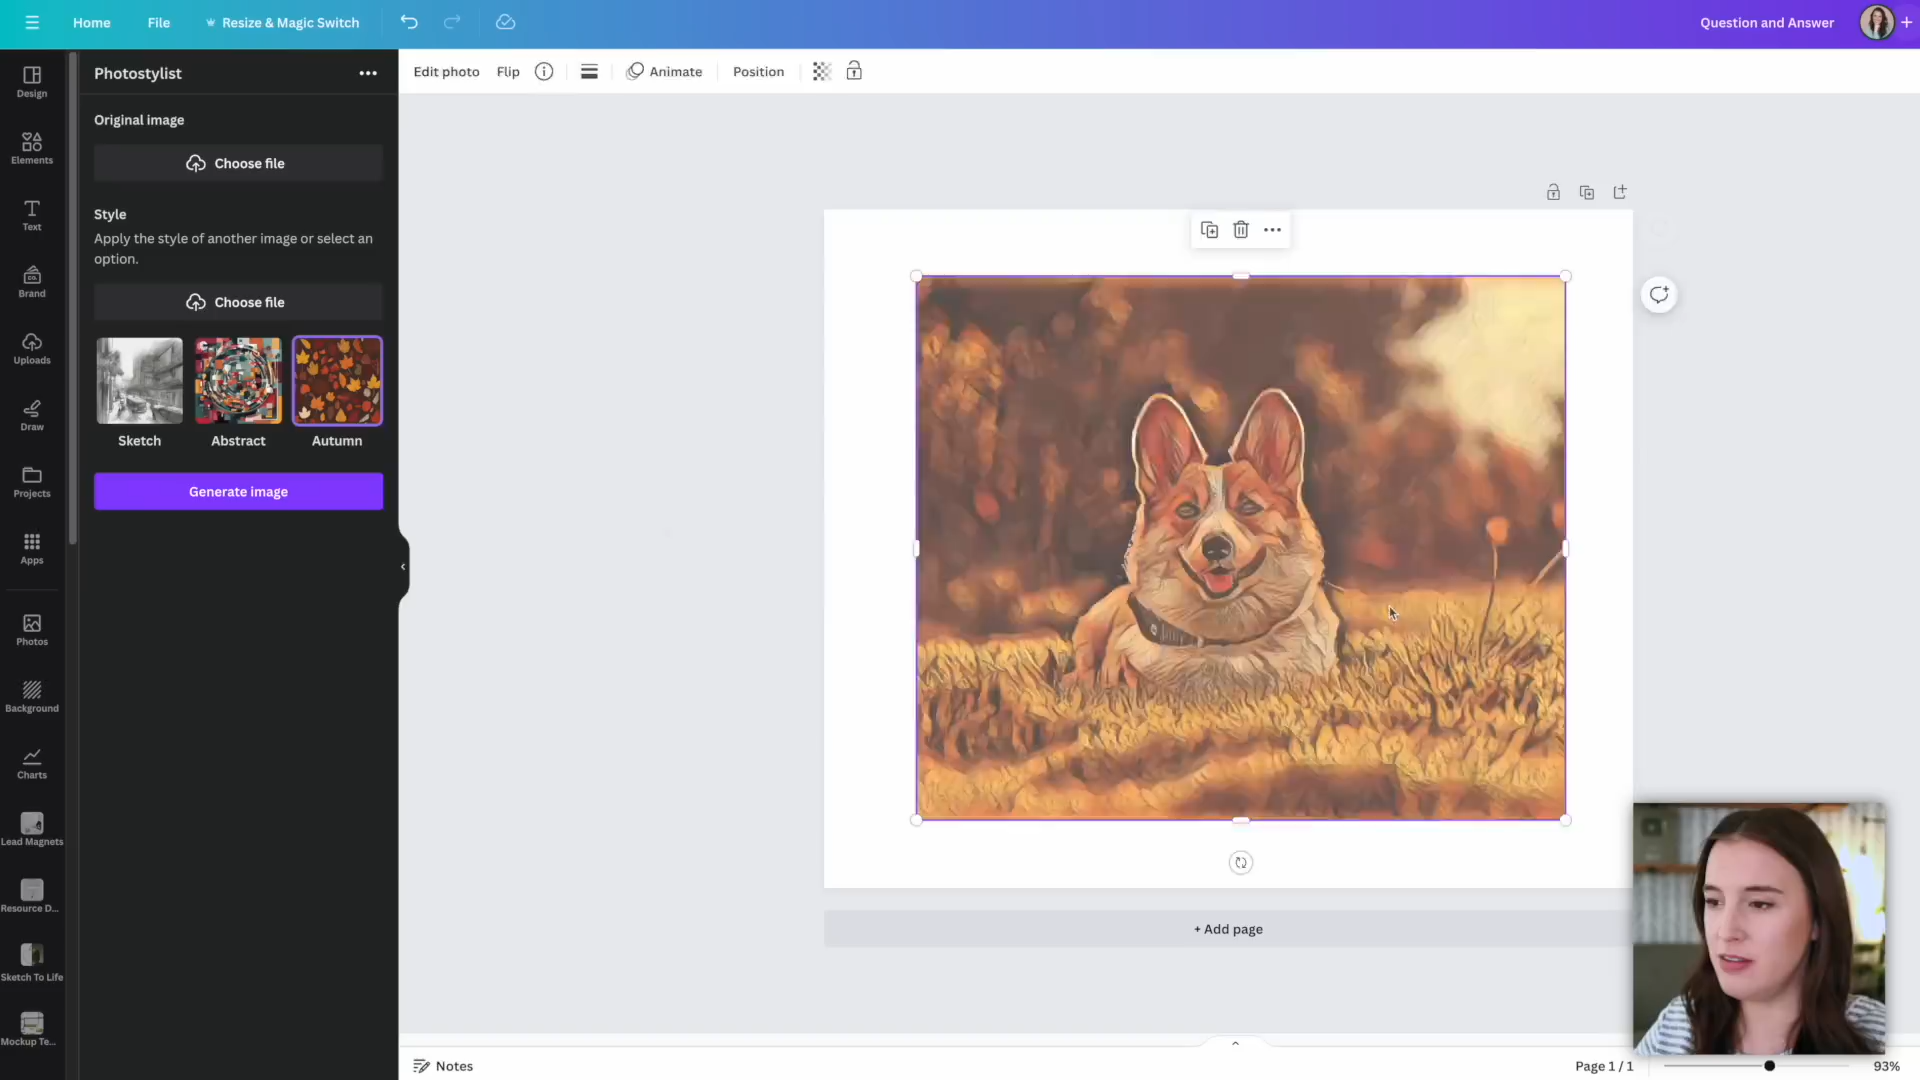 Home
File
Resize & Magic Switch
Question and Answer
Design
Elements
Text
Brand
Uploads
Draw
Projects
Apps
Photos
Background
Charts
Lead Magnets
Resource D...
Sketch To Life
Mockup Te...
Photostylist
Original image
Choose file
Style
Apply the style of another image or select an
option.
Choose file
Sketch
Abstract
Autumn
Generate image
Edit photo
Flip
Animate
Position
+ Add page
Notes
Page 1 / 1
93%